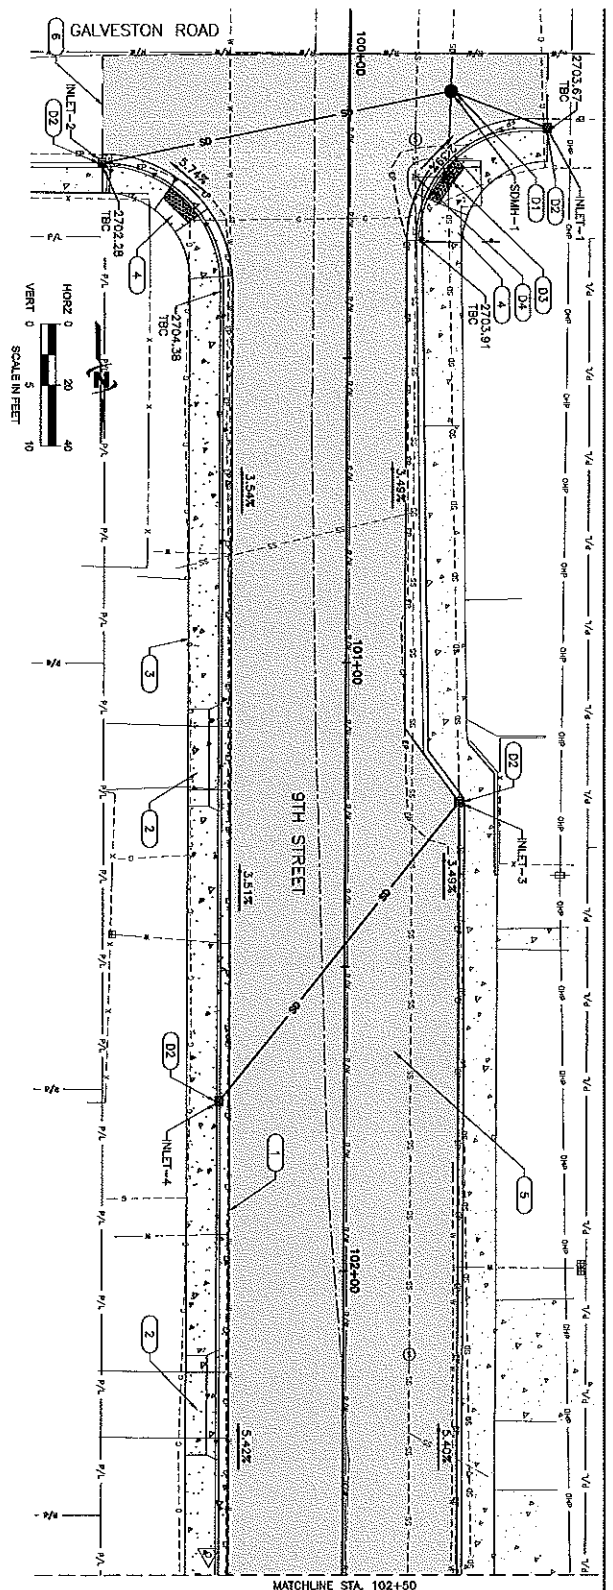 GALVESTON ROAD
6
100+00
2703.67
TBC
D2
INLET-2
INLET-1
D2
D1
SDMH-1
SD
5.74%
2702.28
TBC
4
D3
D4
4
2703.91
TBC
2704.38
TBC
HORZ 0 20 40
VERT 0 5 10
SCALE IN FEET
N
3.54%
3.49%
101+00
3
D2
INLET-3
2
9TH STREET
3.51%
3.49%
SD
SD
D2
INLET-4
1
5
102+00
2
5.42%
5.40%
MATCHLINE STA. 102+50